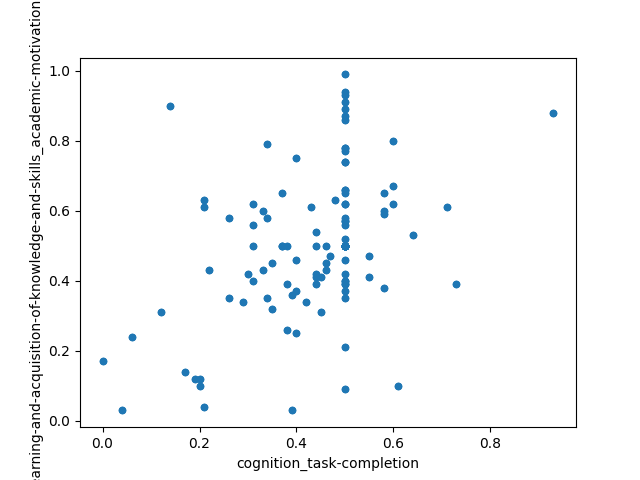 earning-and-acquisition-of-knowledge-and-skills_academic-motivation
1.0
0.8
0.6
0.4
0.2
0.0
0.0 0.2 0.4 0.6 0.8
cognition_task-completion